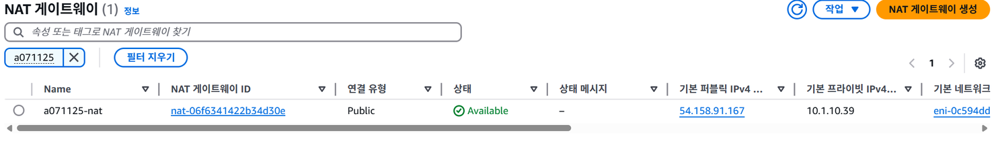 NAT 게이트웨이 (1) 정보 작업 NAT 게이트웨이 생성
속성 또는 태그로 NAT 게이트웨이 찾기
a071125 필터 지우기
1
Name NAT 게이트웨이 ID 연결 유형 상태 상태 메시지 기본 퍼블릭 IPv4 ... 기본 프라이빗 IPv4... 기본 네트워크
a071125-nat nat-06f6341422b34d30e Public Available – 54.158.91.167 10.1.10.39 eni-0c594dd